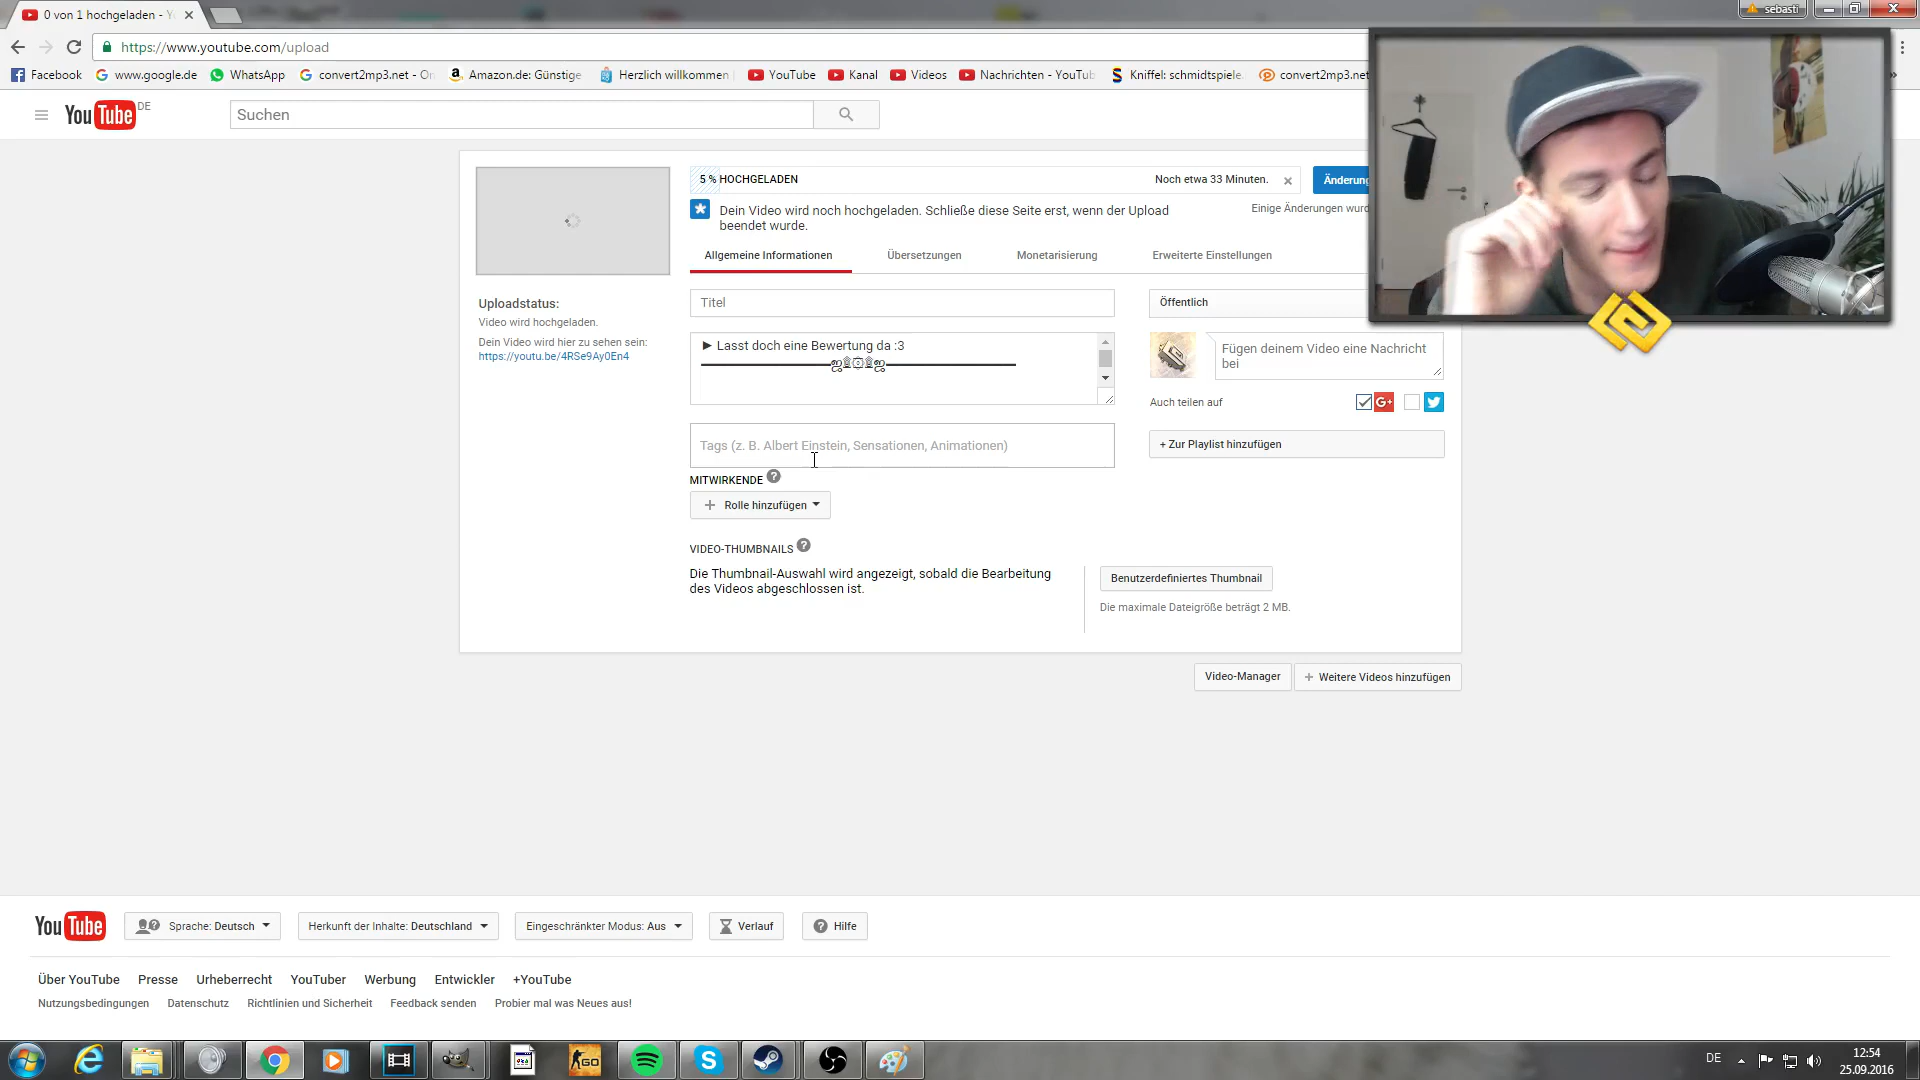 0 von 1 hochgeladen - Y
sebasti
https://www.youtube.com/upload
Facebook
www.google.de
WhatsApp
convert2mp3.net - On
Amazon.de: Günstige
Herzlich willkommen
YouTube
Kanal
Videos
Nachrichten - YouTub
Kniffel: schmidtspiele.
convert2mp3.net
YouTube DE
Suchen
5 % HOCHGELADEN
Noch etwa 33 Minuten.
Änderung
Dein Video wird noch hochgeladen. Schließe diese Seite erst, wenn der Upload
beendet wurde.
Einige Änderungen wurd
Allgemeine Informationen
Übersetzungen
Monetarisierung
Erweiterte Einstellungen
Uploadstatus:
Video wird hochgeladen.
Dein Video wird hier zu sehen sein:
https://youtu.be/4RSe9Ay0En4
Titel
► Lasst doch eine Bewertung da :3
Tags (z. B. Albert Einstein, Sensationen, Animationen)
MITWIRKENDE
Rolle hinzufügen
VIDEO-THUMBNAILS
Die Thumbnail-Auswahl wird angezeigt, sobald die Bearbeitung
des Videos abgeschlossen ist.
Benutzerdefiniertes Thumbnail
Die maximale Dateigröße beträgt 2 MB.
Öffentlich
Fügen deinem Video eine Nachricht
bei
Auch teilen auf
G+
+ Zur Playlist hinzufügen
Video-Manager
+ Weitere Videos hinzufügen
YouTube
Sprache: Deutsch
Herkunft der Inhalte: Deutschland
Eingeschränkter Modus: Aus
Verlauf
Hilfe
Über YouTube
Presse
Urheberrecht
YouTuber
Werbung
Entwickler
+YouTube
Nutzungsbedingungen
Datenschutz
Richtlinien und Sicherheit
Feedback senden
Probier mal was Neues aus!
GO
DE
12:54
25.09.2016